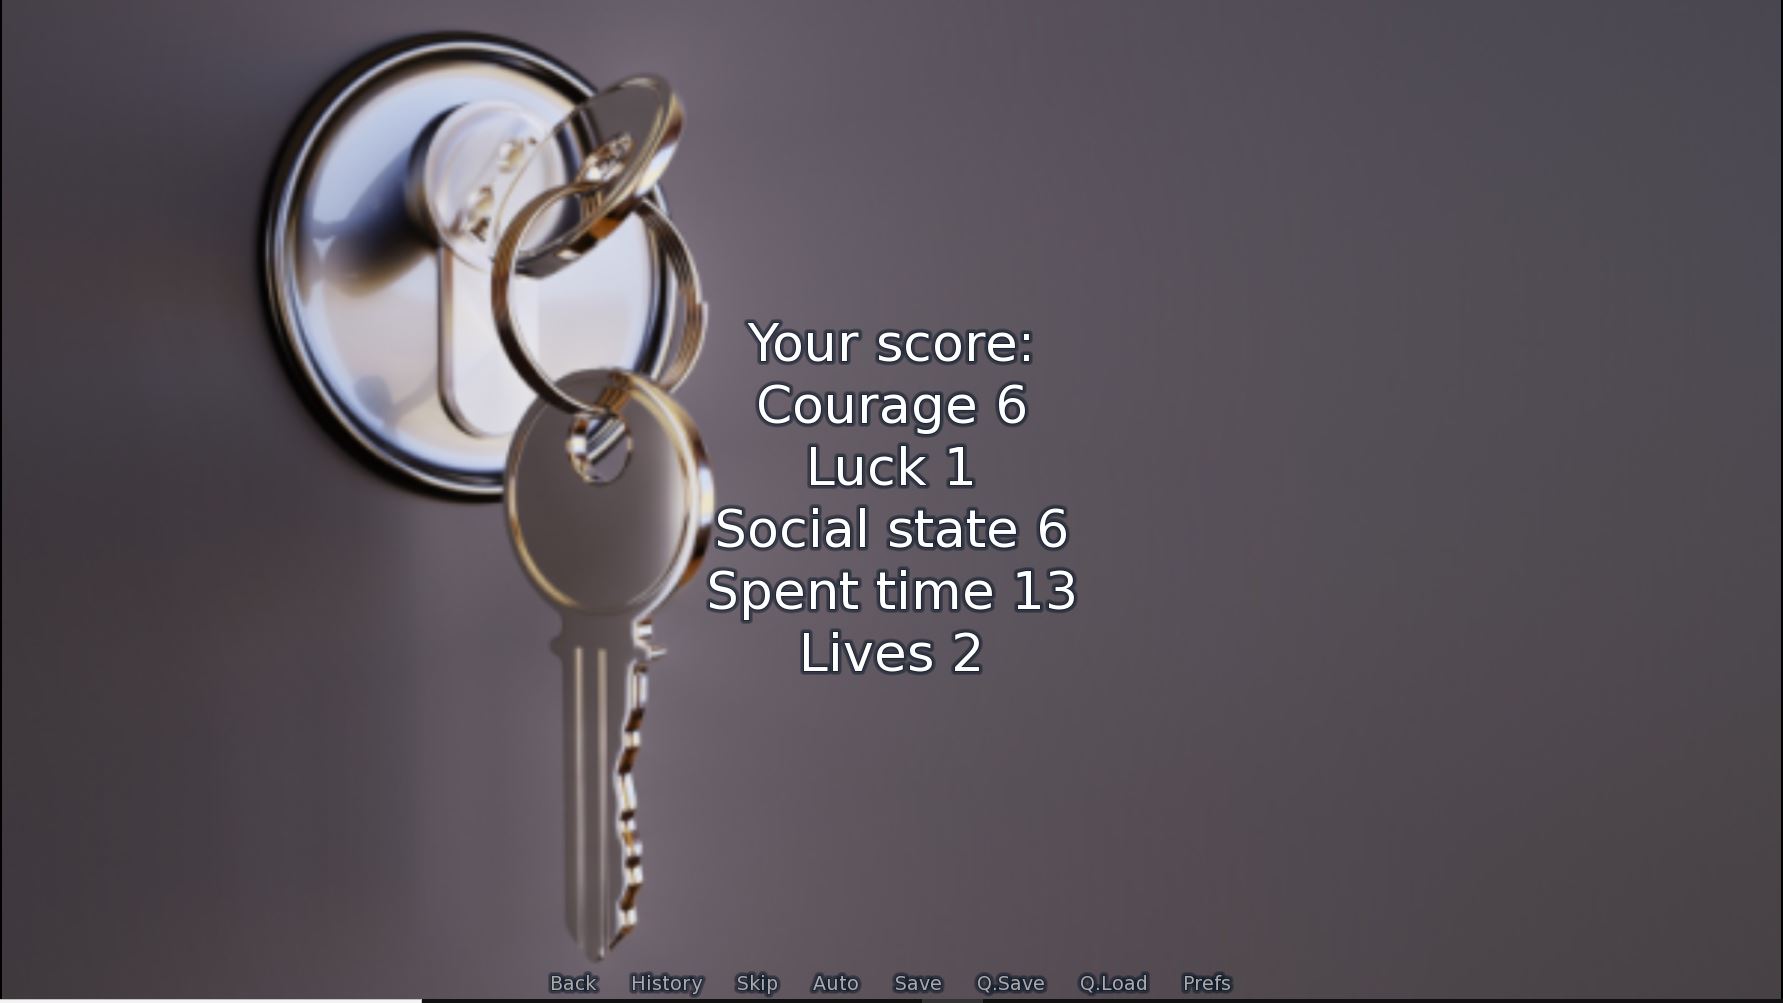 Your score:
Courage 6
Luck 1
Social state 6
Spent time 13
Lives 2
Back History Skip Auto Save Q.Save Q.Load Prefs